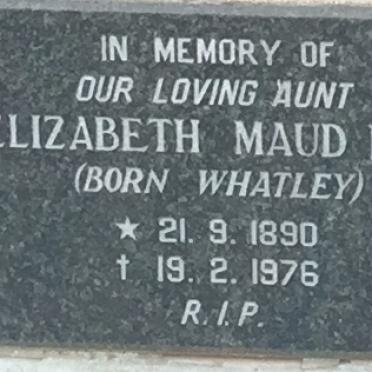 IN MEMORY OF
OUR LOVING AUNT
ELIZABETH MAUD
(BORN WHATLEY)
★ 21. 9. 1890
† 19. 2. 1976
R.I.P.